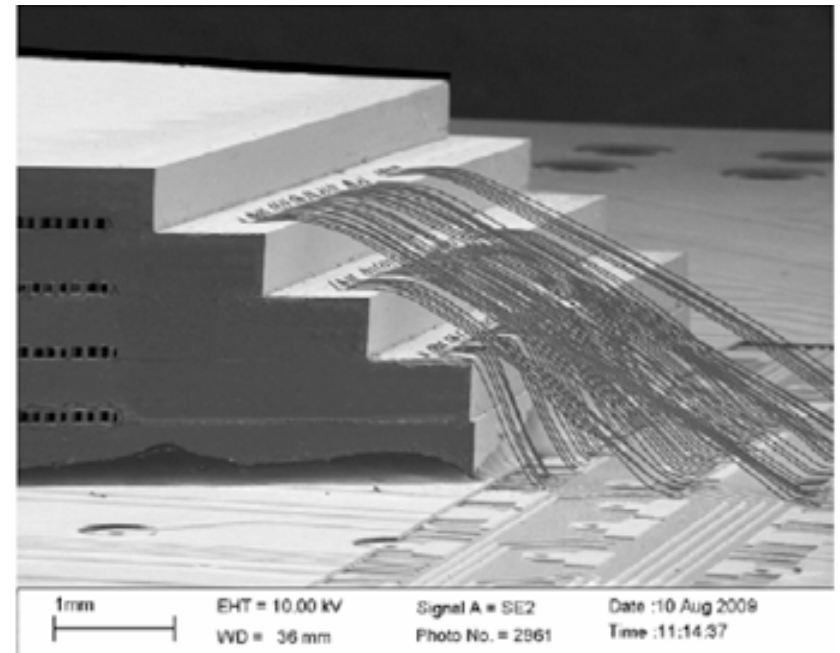 1mm
EHT = 10.00 kV
WD = 36 mm
Signal A = SE2
Photo No. = 2961
Date :10 Aug 2009
Time :11:14:37